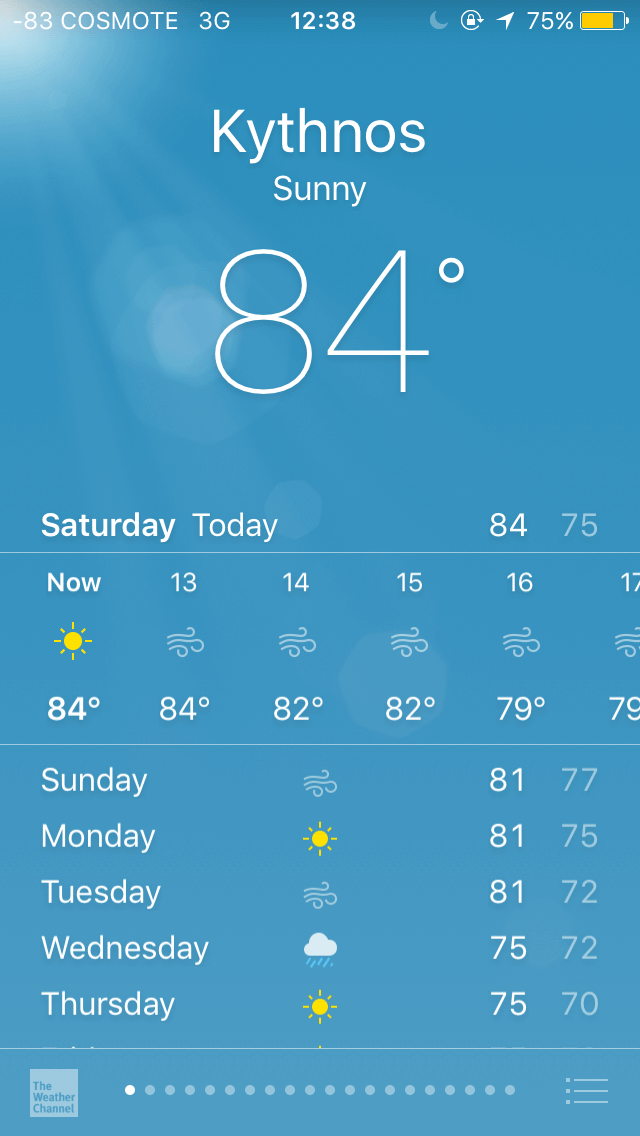 -83 COSMOTE 3G 12:38 75%
Kythnos
Sunny
84°
Saturday Today 84 75
Now 13 14 15 16 17
84° 84° 82° 82° 79° 79
Sunday 81 77
Monday 81 75
Tuesday 81 72
Wednesday 75 72
Thursday 75 70
The
Weather
Channel